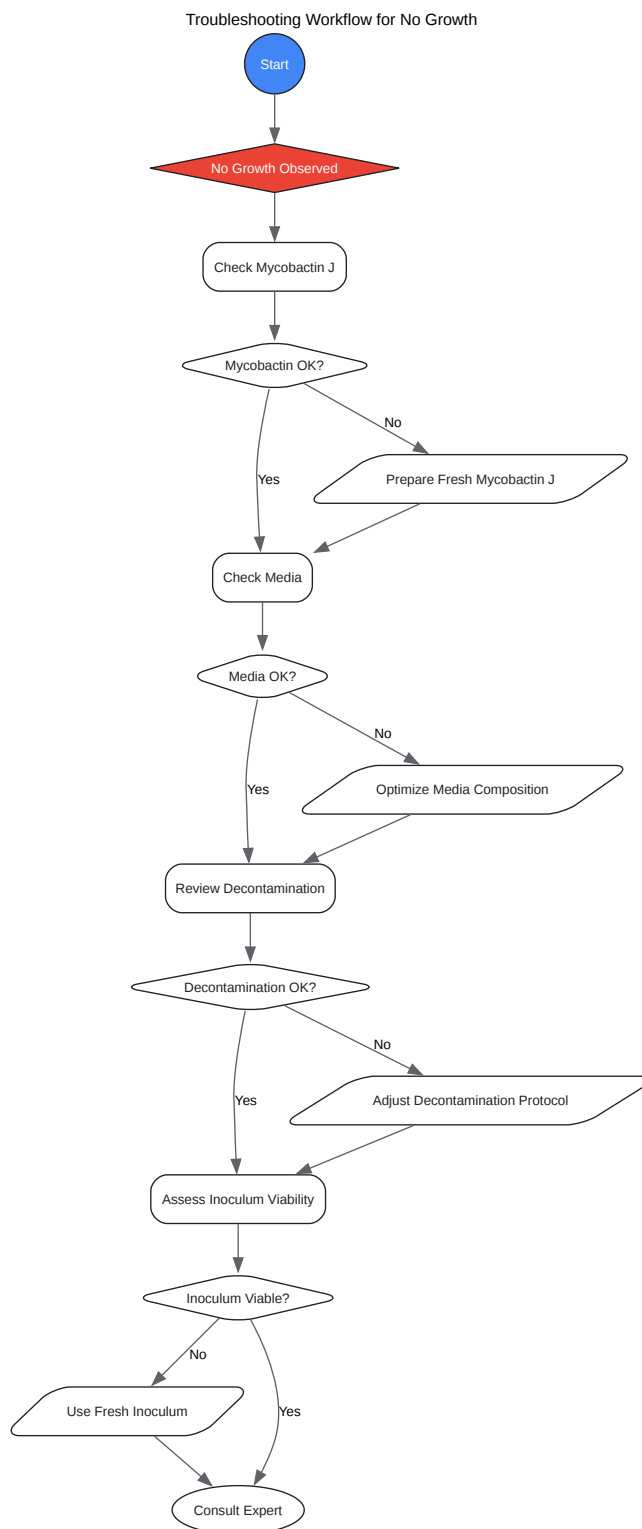 Troubleshooting Workflow for No Growth
Start
No Growth Observed
Check Mycobactin J
Mycobactin OK?
No
Yes
Prepare Fresh Mycobactin J
Check Media
Media OK?
No
Yes
Optimize Media Composition
Review Decontamination
Decontamination OK?
No
Yes
Adjust Decontamination Protocol
Assess Inoculum Viability
Inoculum Viable?
No
Yes
Use Fresh Inoculum
Consult Expert